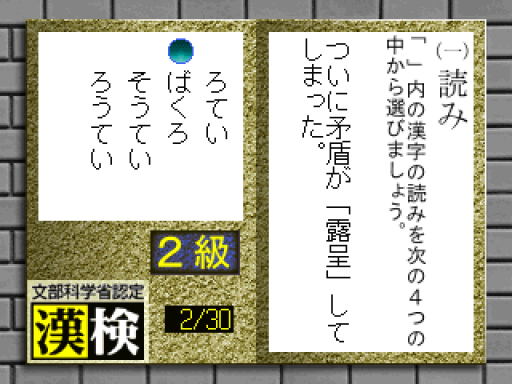 (一)読み
「」内の漢字の読みを次の４つの
中から選びましょう。
ついに矛盾が「露呈」して
しまった。
ろてい
ばくろ
そうてい
ろうてい
２級
文部科学省認定
漢検
2/30